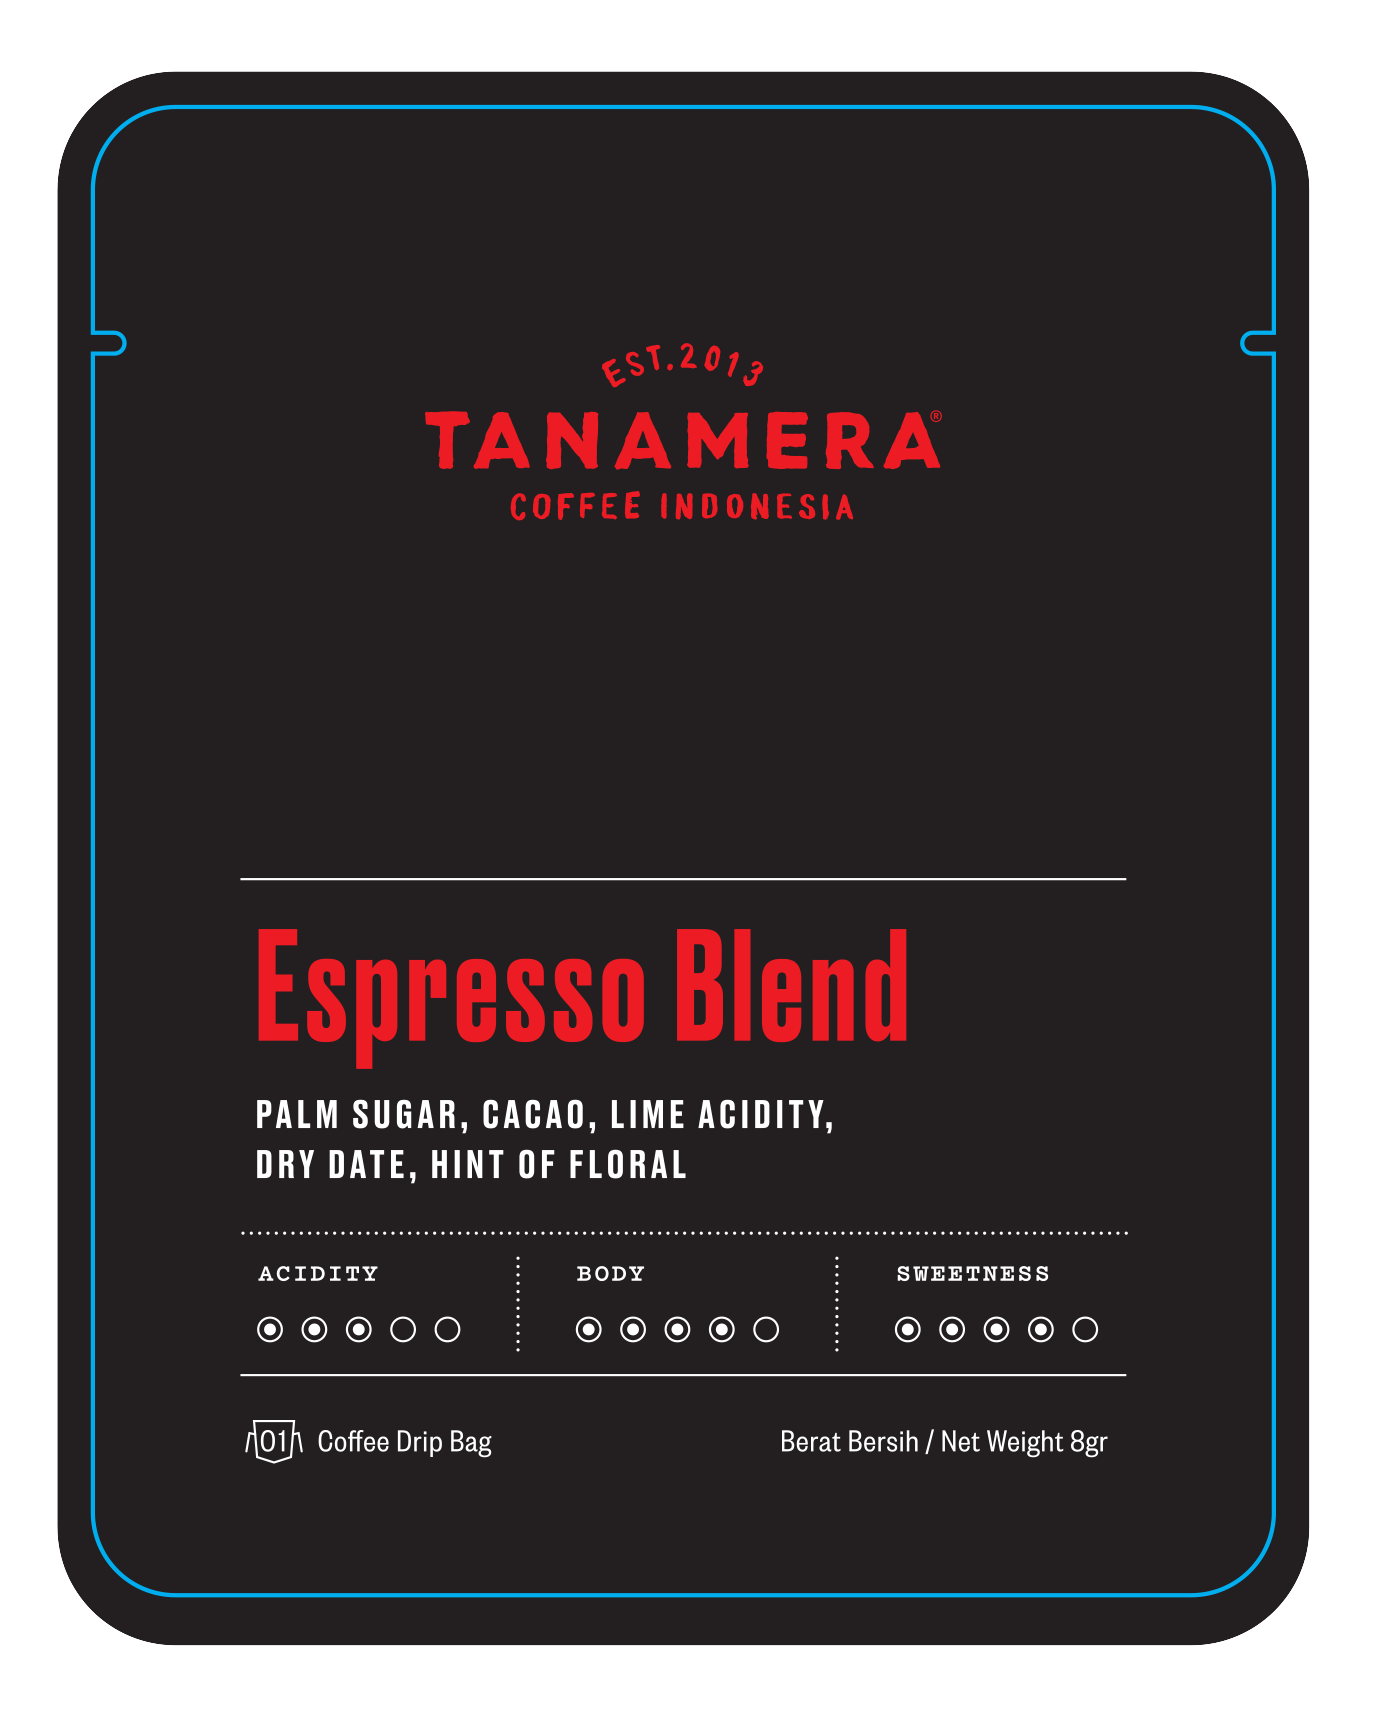 EST.2013
TANAMERA®
COFFEE INDONESIA
Espresso Blend
PALM SUGAR, CACAO, LIME ACIDITY,
DRY DATE, HINT OF FLORAL
ACIDITY BODY SWEETNESS
01 Coffee Drip Bag Berat Bersih / Net Weight 8gr